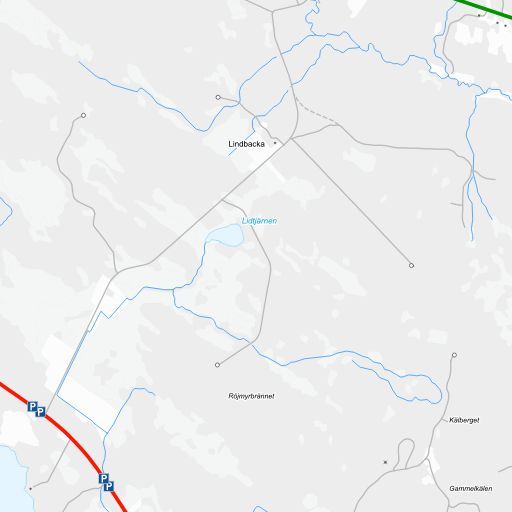 Lindbacka
Lidtjärnen
Röjmyrbrännet
Kälberget
Gammelkälen
P
P
P
P